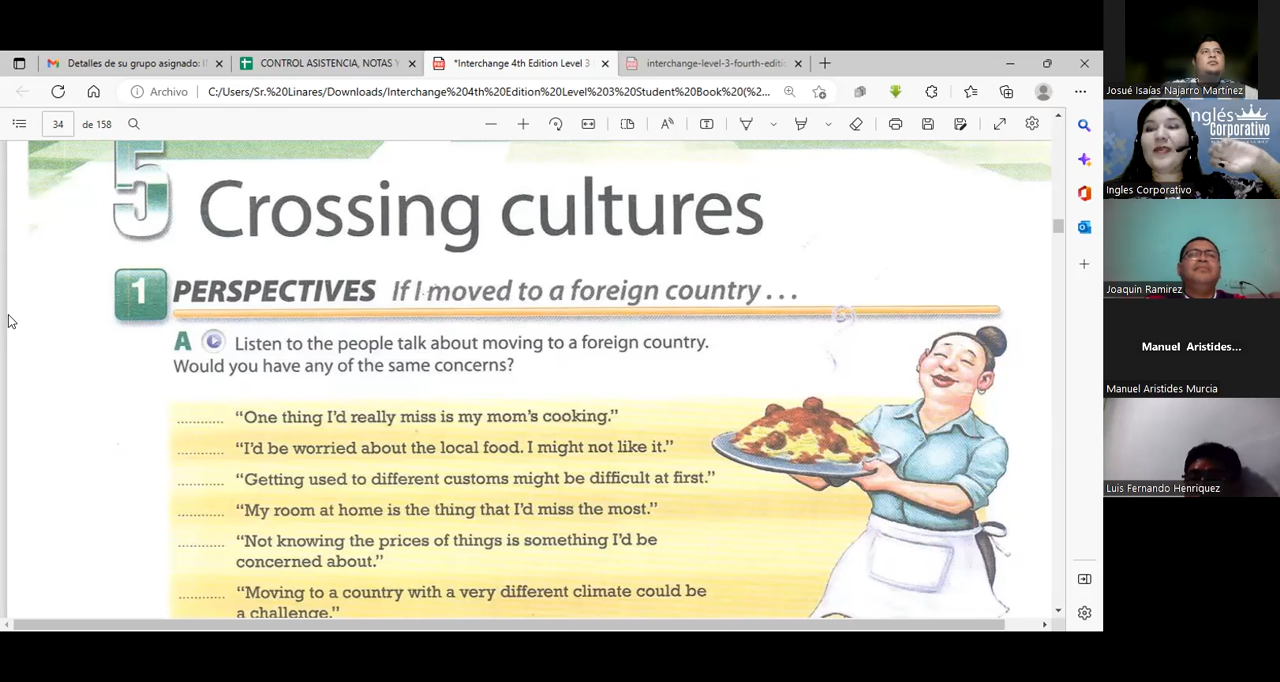 Detalles de su grupo asignado: I
CONTROL ASISTENCIA, NOTAS Y
*Interchange 4th Edition Level 3
interchange-level-3-fourth-editi
Archivo
C:/Users/Sr.%20Linares/Downloads/Interchange%204th%20Edition%20Level%203%20Student%20Book%20(%2...
34 de 158
5
Crossing cultures
1 PERSPECTIVES If I moved to a foreign country . . .
A Listen to the people talk about moving to a foreign country.
Would you have any of the same concerns?
............ "One thing I'd really miss is my mom's cooking."
............ "I'd be worried about the local food. I might not like it."
............ "Getting used to different customs might be difficult at first."
............ "My room at home is the thing that I'd miss the most."
............ "Not knowing the prices of things is something I'd be
concerned about."
............ "Moving to a country with a very different climate could be
a challenge."
Josué Isaías Najarro Martínez
Inglés
Corporativo
Ingles Corporativo
Joaquin Ramirez
Manuel Aristides...
Manuel Aristides Murcia
Luis Fernando Henriquez